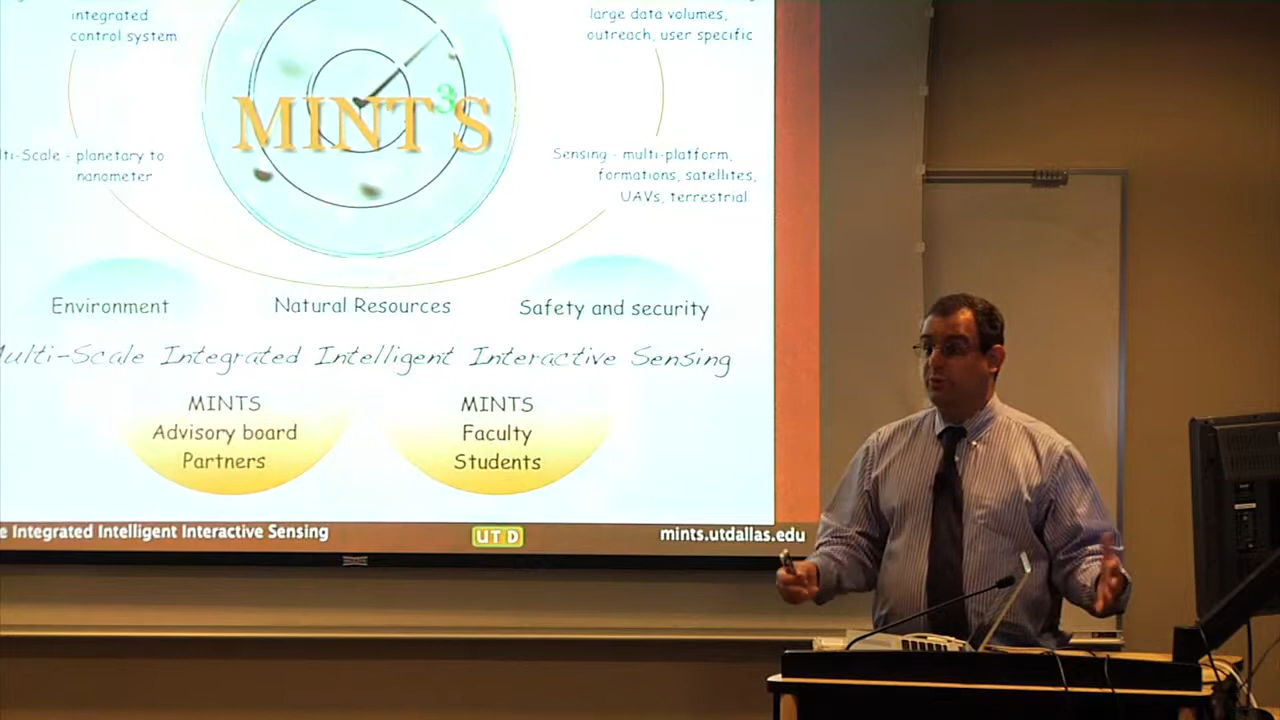 integrated
control system
large data volumes,
outreach, user specific
MINT³S
lti-Scale - planetary to
nanometer
Sensing - multi-platform,
formations, satellites,
UAVs, terrestrial
Environment
Natural Resources
Safety and security
Multi-Scale Integrated Intelligent Interactive Sensing
MINTS
Advisory board
Partners
MINTS
Faculty
Students
e Integrated Intelligent Interactive Sensing
UTD
mints.utdallas.edu